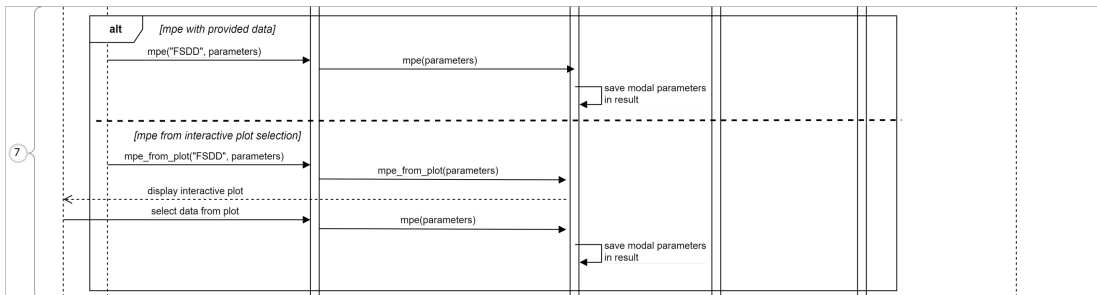 alt
[mpe with provided data]
mpe("FSDD", parameters)
mpe(parameters)
save modal parameters
in result
[mpe from interactive plot selection]
7
mpe_from_plot("FSDD", parameters)
mpe_from_plot(parameters)
display interactive plot
select data from plot
mpe(parameters)
save modal parameters
in result